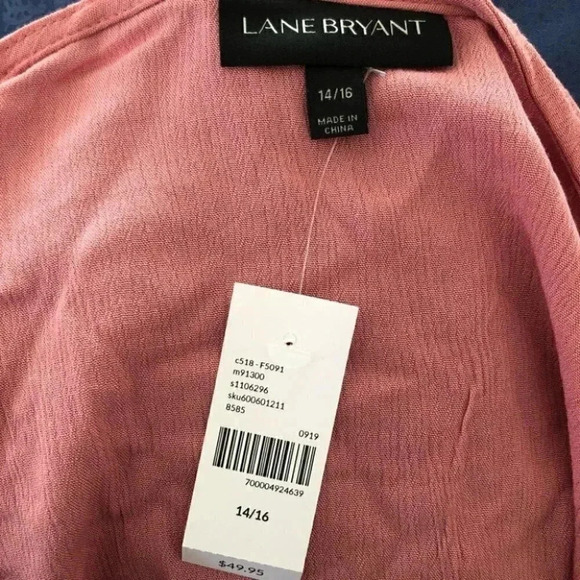 LANE BRYANT
14/16
MADE IN
CHINA
c518 - F5091
m91300
s1106296
sku600601211
8585
0919
700004924639
14/16
$49.95